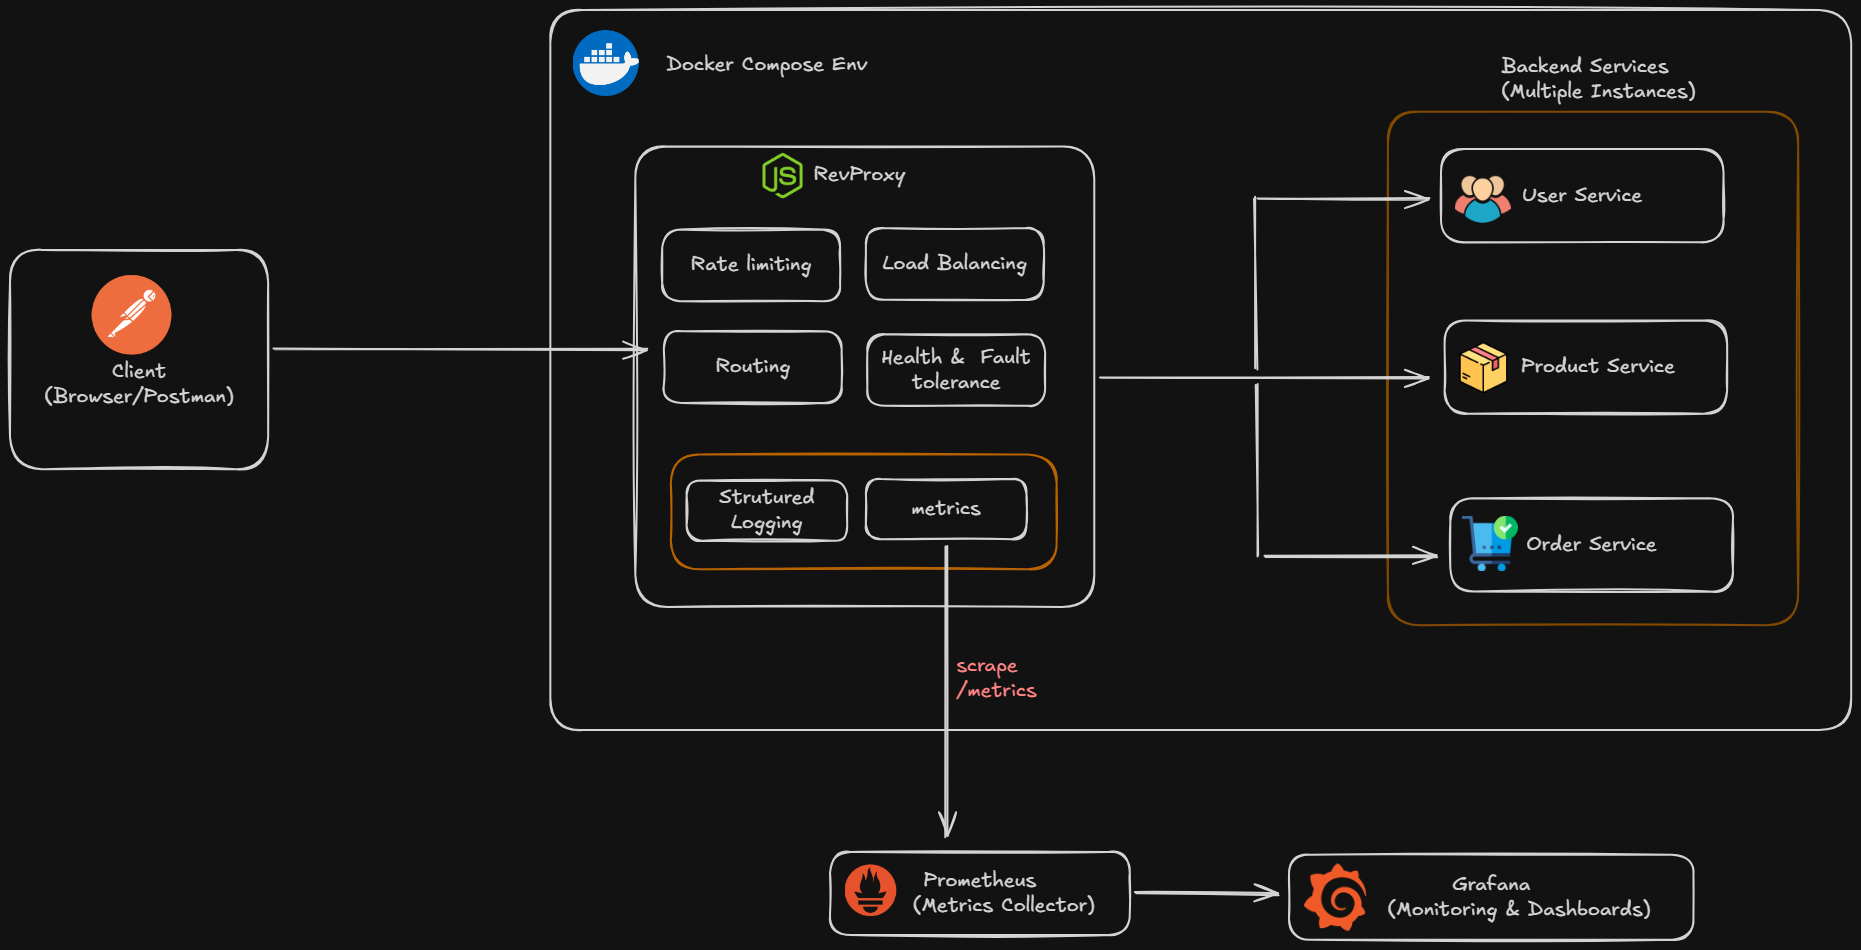 Docker Compose Env
Backend Services
(Multiple Instances)
JS
RevProxy
User Service
Rate limiting
Load Balancing
Client
(Browser/Postman)
Routing
Health & Fault
tolerance
Product Service
Strutured
Logging
metrics
Order Service
scrape
/metrics
Prometheus
(Metrics Collector)
Grafana
(Monitoring & Dashboards)